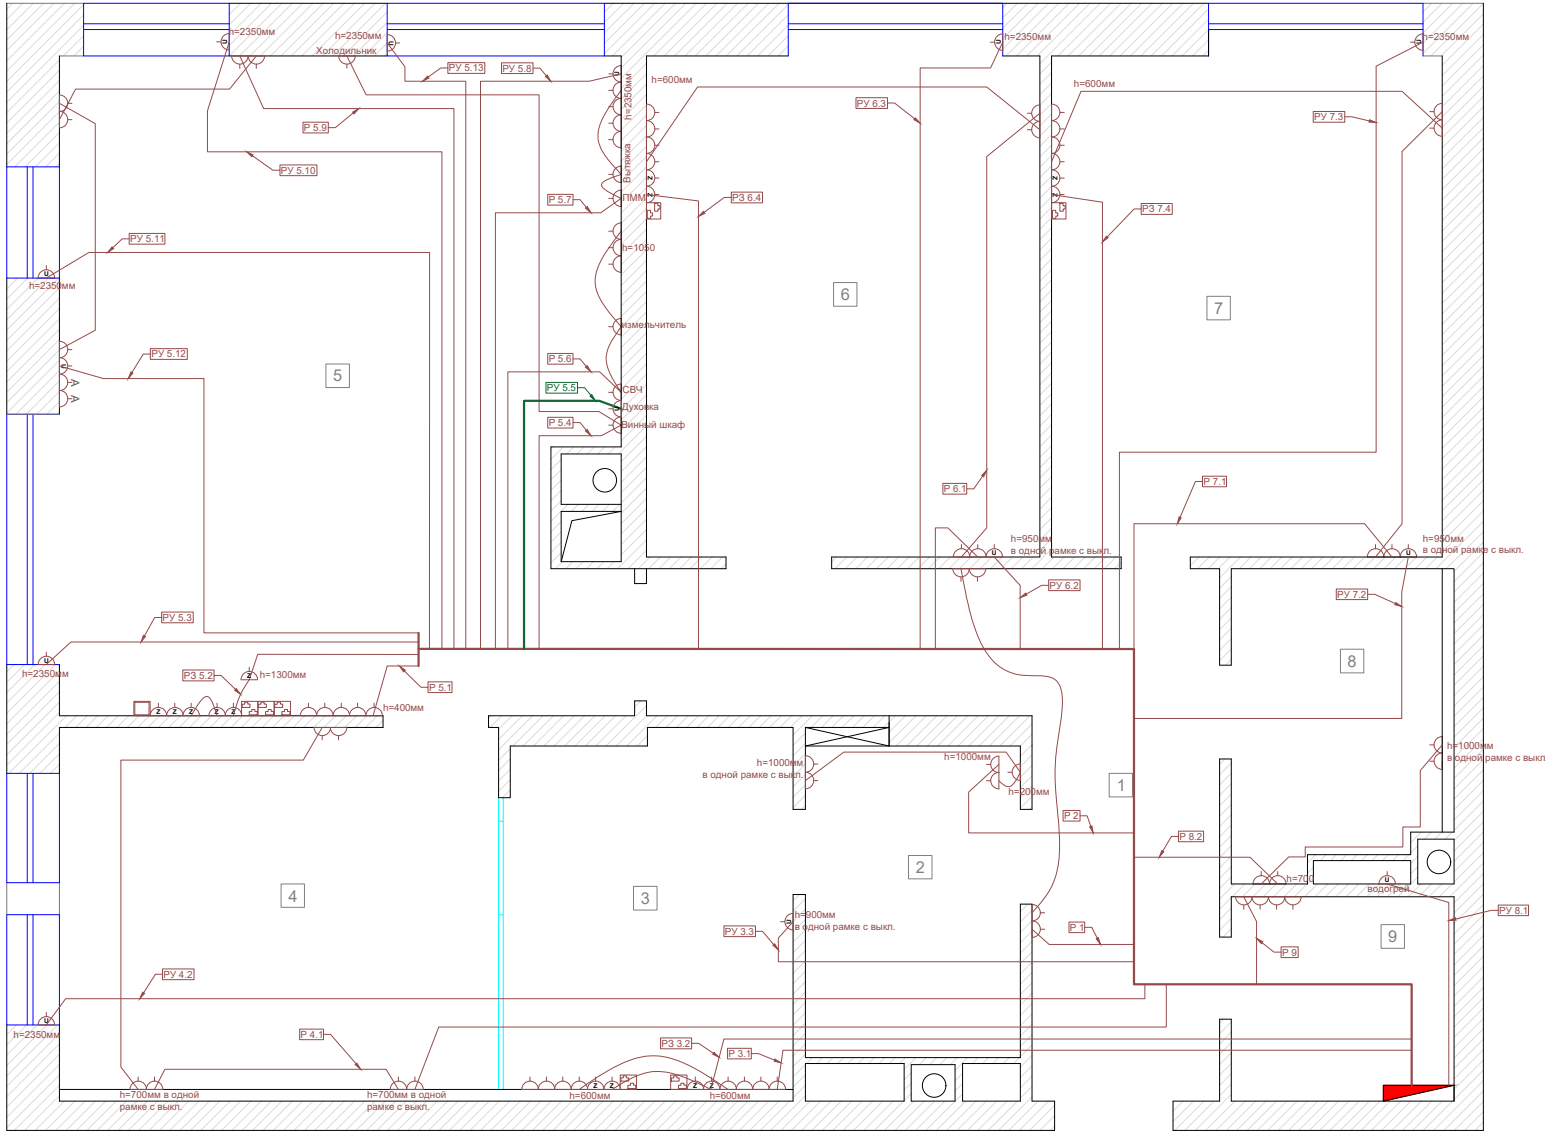 h=2350мм
h=2350мм
Холодильник
РУ 5.13
РУ 5.8
h=2350мм
h=600мм
РУ 6.3
h=2350мм
h=600мм
РУ 7.3
h=2350мм
Р 5.9
РУ 5.10
Вытяжка
Р 5.7
ПММ
РЗ 6.4
РЗ 7.4
РУ 5.11
h=2350мм
h=1050
6
7
измельчитель
РУ 5.12
5
А
А
Р 5.6
СВЧ
РУ 5.5
Духовка
Р 5.4
Винный шкаф
Р 6.1
Р 7.1
h=950мм
в одной рамке с выкл.
h=950мм
в одной рамке с выкл.
РУ 6.2
РУ 7.2
РУ 5.3
h=2350мм
РЗ 5.2
h=1300мм
Р 5.1
h=400мм
8
h=1000мм
в одной рамке с выкл.
h=1000мм
h=200мм
1
h=1000мм
в одной рамке с выкл
Р 2
Р 8.2
2
h=700
водогрей
4
3
h=900мм
в одной рамке с выкл.
РУ 3.3
Р 1
Р 9
9
РУ 8.1
РУ 4.2
h=2350мм
Р 4.1
РЗ 3.2
Р 3.1
h=700мм в одной
рамке с выкл.
h=700мм в одной
рамке с выкл.
h=600мм
h=600мм